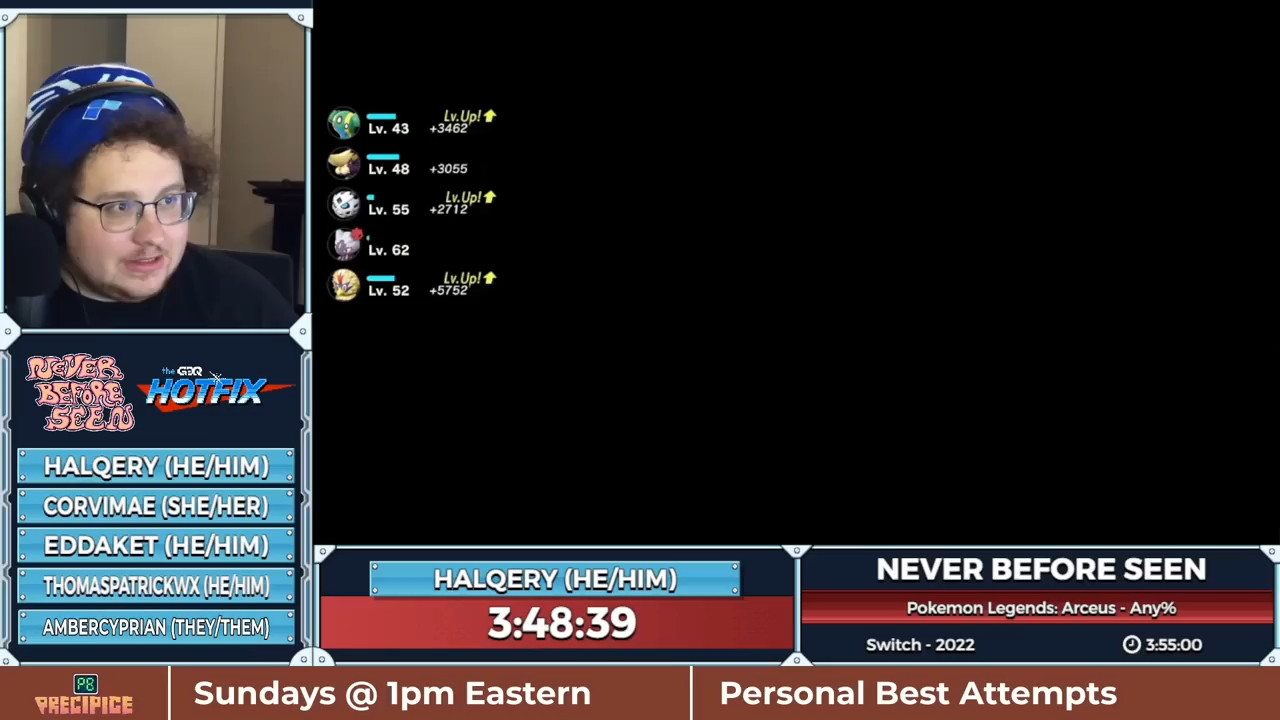 Lv. 43 Lv.Up! +3462
Lv. 48 +3055
Lv. 55 Lv.Up! +2712
Lv. 62
Lv. 52 Lv.Up! +5752
NEVER
BEFORE
SEEN
the GDQ
HOTFIX
HALQERY (HE/HIM)
CORVIMAE (SHE/HER)
EDDAKET (HE/HIM)
THOMASPATRICKWX (HE/HIM)
AMBERCYPRIAN (THEY/THEM)
HALQERY (HE/HIM)
3:48:39
NEVER BEFORE SEEN
Pokemon Legends: Arceus - Any%
Switch - 2022 3:55:00
PB
PRECIPICE
Sundays @ 1pm Eastern
Personal Best Attempts